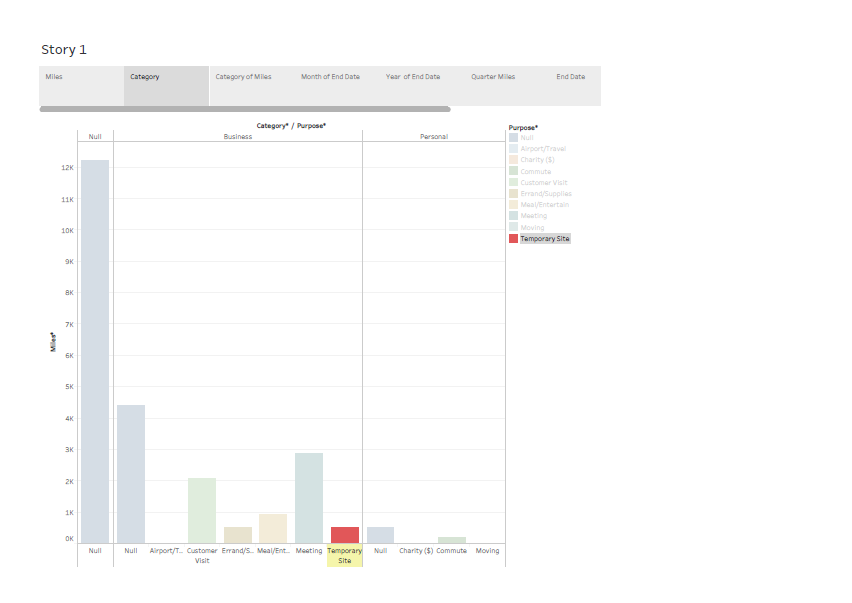 Story 1
Miles
Category
Category of Miles
Month of End Date
Year of End Date
Quarter Miles
End Date
Category* / Purpose*
Null
Business
Personal
12K
11K
10K
9K
8K
7K
6K
5K
4K
3K
2K
1K
0K
Miles*
Null
Null
Airport/T..
Customer
Visit
Errand/S..
Meal/Ent..
Meeting
Temporary
Site
Null
Charity ($)
Commute
Moving
Purpose*
Null
Airport/Travel
Charity ($)
Commute
Customer Visit
Errand/Supplies
Meal/Entertain
Meeting
Moving
Temporary Site